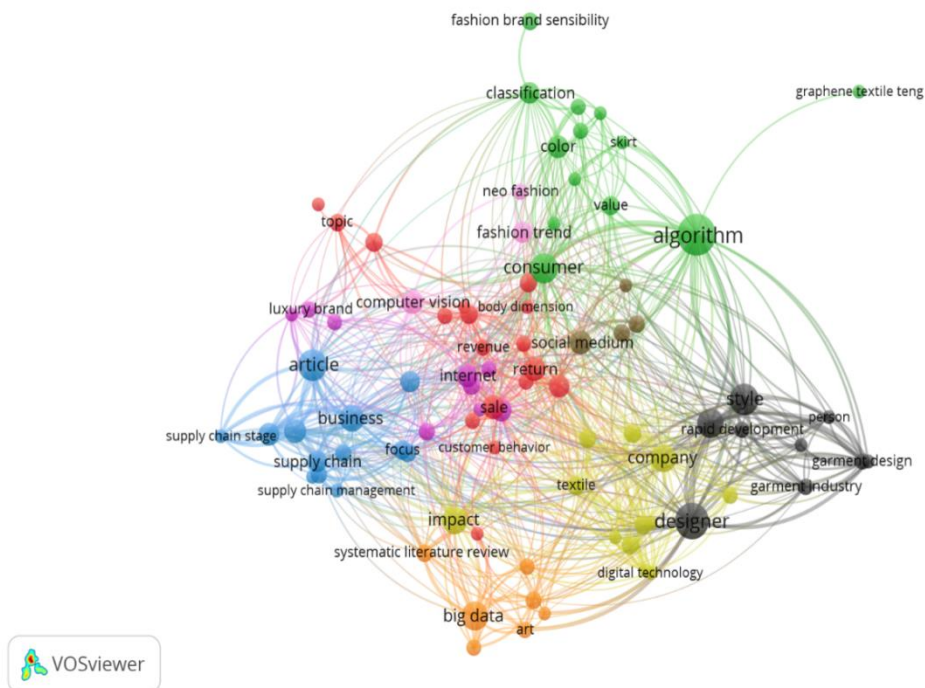 fashion brand sensibility
classification
graphene textile teng
color
skirt
neo fashion
value
topic
fashion trend
algorithm
consumer
luxury brand
computer vision
body dimension
social medium
revenue
article
internet
return
style
sale
business
person
rapid development
supply chain stage
customer behavior
focus
company
supply chain
garment design
textile
garment industry
supply chain management
impact
designer
systematic literature review
digital technology
big data
art
VOSviewer